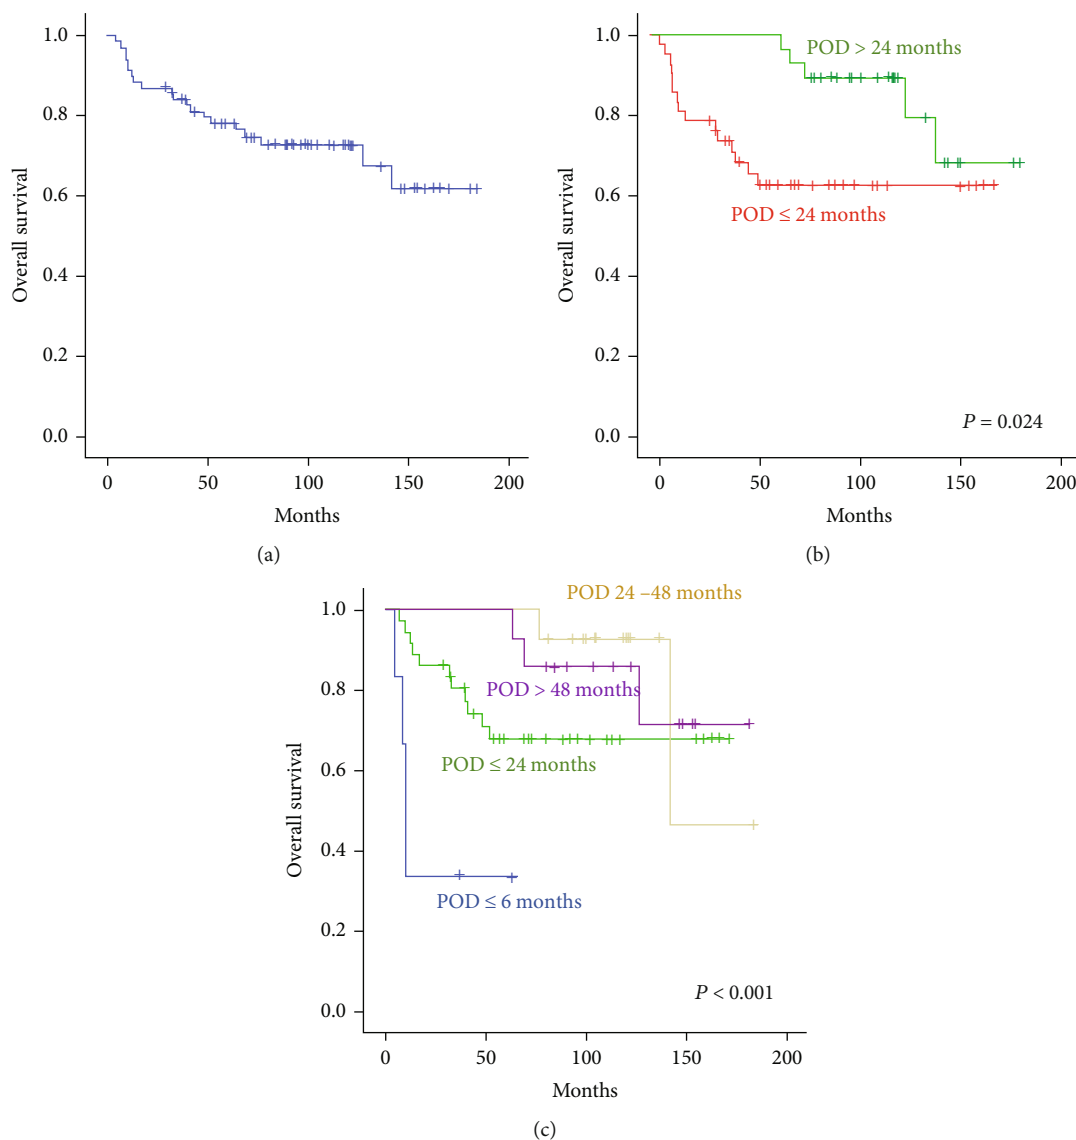 1.0
0.8
0.6
0.4
0.2
0.0
Overall survival
0 50 100 150 200
Months
(a)
1.0
0.8
0.6
0.4
0.2
0.0
Overall survival
POD > 24 months
POD ≤ 24 months
P = 0.024
0 50 100 150 200
Months
(b)
POD 24 –48 months
1.0
0.8
0.6
0.4
0.2
0.0
Overall survival
POD > 48 months
POD ≤ 24 months
POD ≤ 6 months
P < 0.001
0 50 100 150 200
Months
(c)